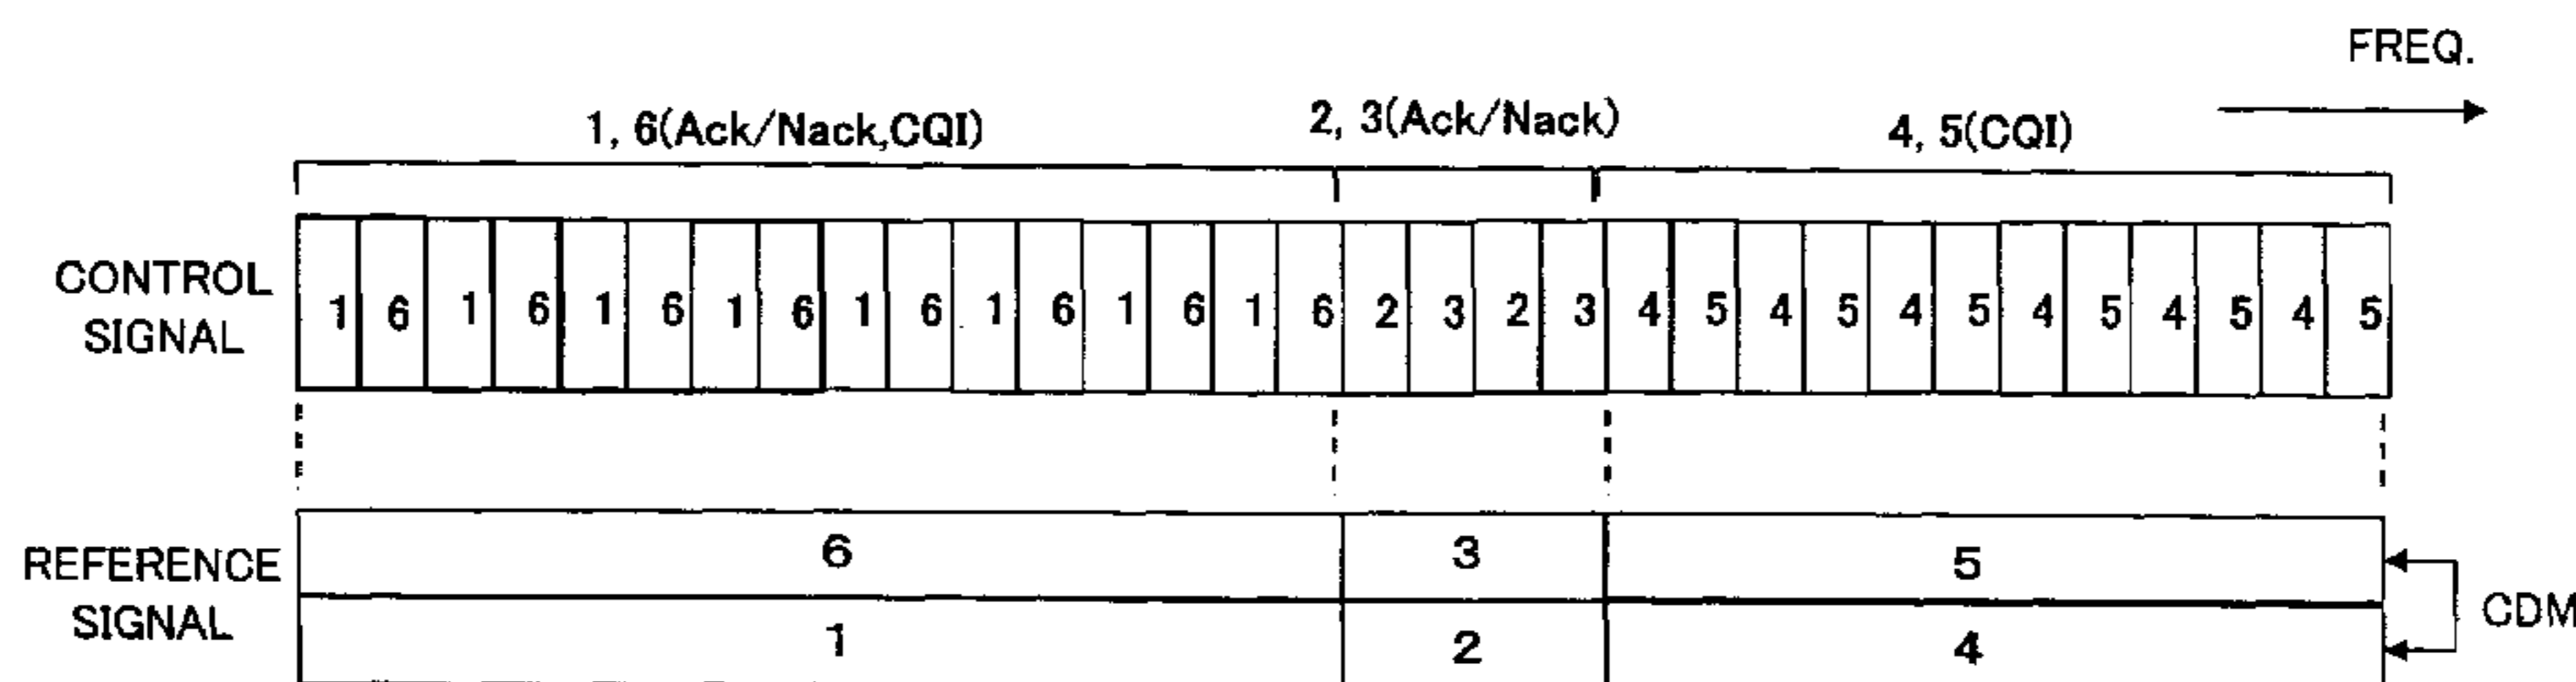 FREQ.
1, 6(Ack/Nack,CQI)
2, 3(Ack/Nack)
4, 5(CQI)
CONTROL
SIGNAL
1 6 1 6 1 6 1 6 1 6 1 6 1 6 1 6 2 3 2 3 4 5 4 5 4 5 4 5 4 5 4 5
REFERENCE
SIGNAL
6 3 5
1 2 4
CDM